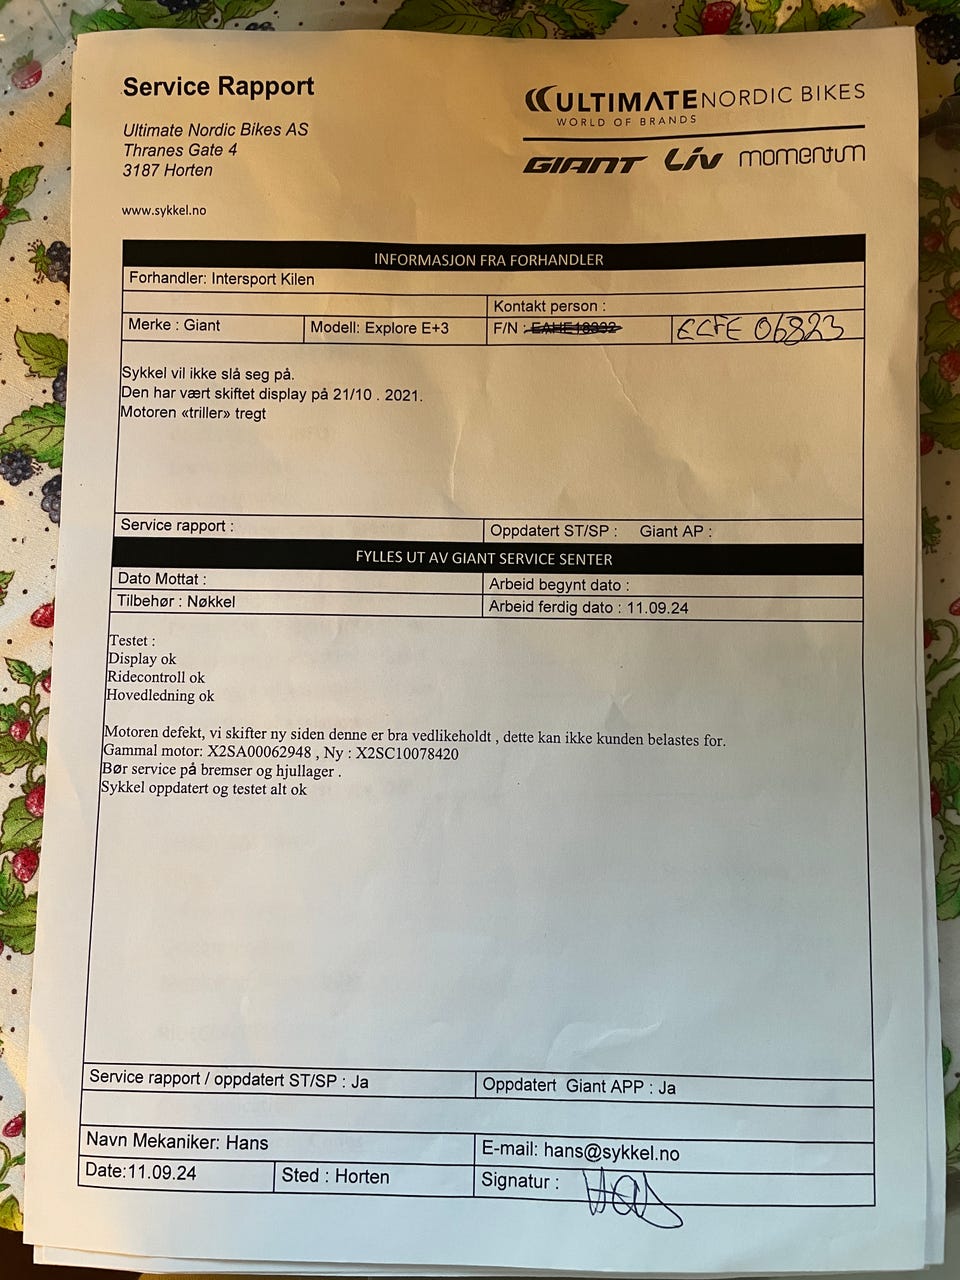 Service Rapport
ULTIMATE NORDIC BIKES
WORLD OF BRANDS
Ultimate Nordic Bikes AS
Thranes Gate 4
3187 Horten
GIANT Liv momentum
www.sykkel.no
INFORMASJON FRA FORHANDLER
Forhandler: Intersport Kilen
Kontakt person :
Merke : Giant Modell: Explore E+3 F/N : EAHE18392 ECFE 06823
Sykkel vil ikke slå seg på.
Den har vært skiftet display på 21/10 . 2021.
Motoren «triller» tregt
Service rapport : Oppdatert ST/SP : Giant AP :
FYLLES UT AV GIANT SERVICE SENTER
Dato Mottat : Arbeid begynt dato :
Tilbehør : Nøkkel Arbeid ferdig dato : 11.09.24
Testet :
Display ok
Ridecontroll ok
Hovedledning ok
Motoren defekt, vi skifter ny siden denne er bra vedlikeholdt , dette kan ikke kunden belastes for.
Gammal motor: X2SA00062948 , Ny : X2SC10078420
Bør service på bremser og hjullager .
Sykkel oppdatert og testet alt ok
Service rapport / oppdatert ST/SP : Ja Oppdatert Giant APP : Ja
Navn Mekaniker: Hans E-mail: hans@sykkel.no
Date:11.09.24 Sted : Horten Signatur :